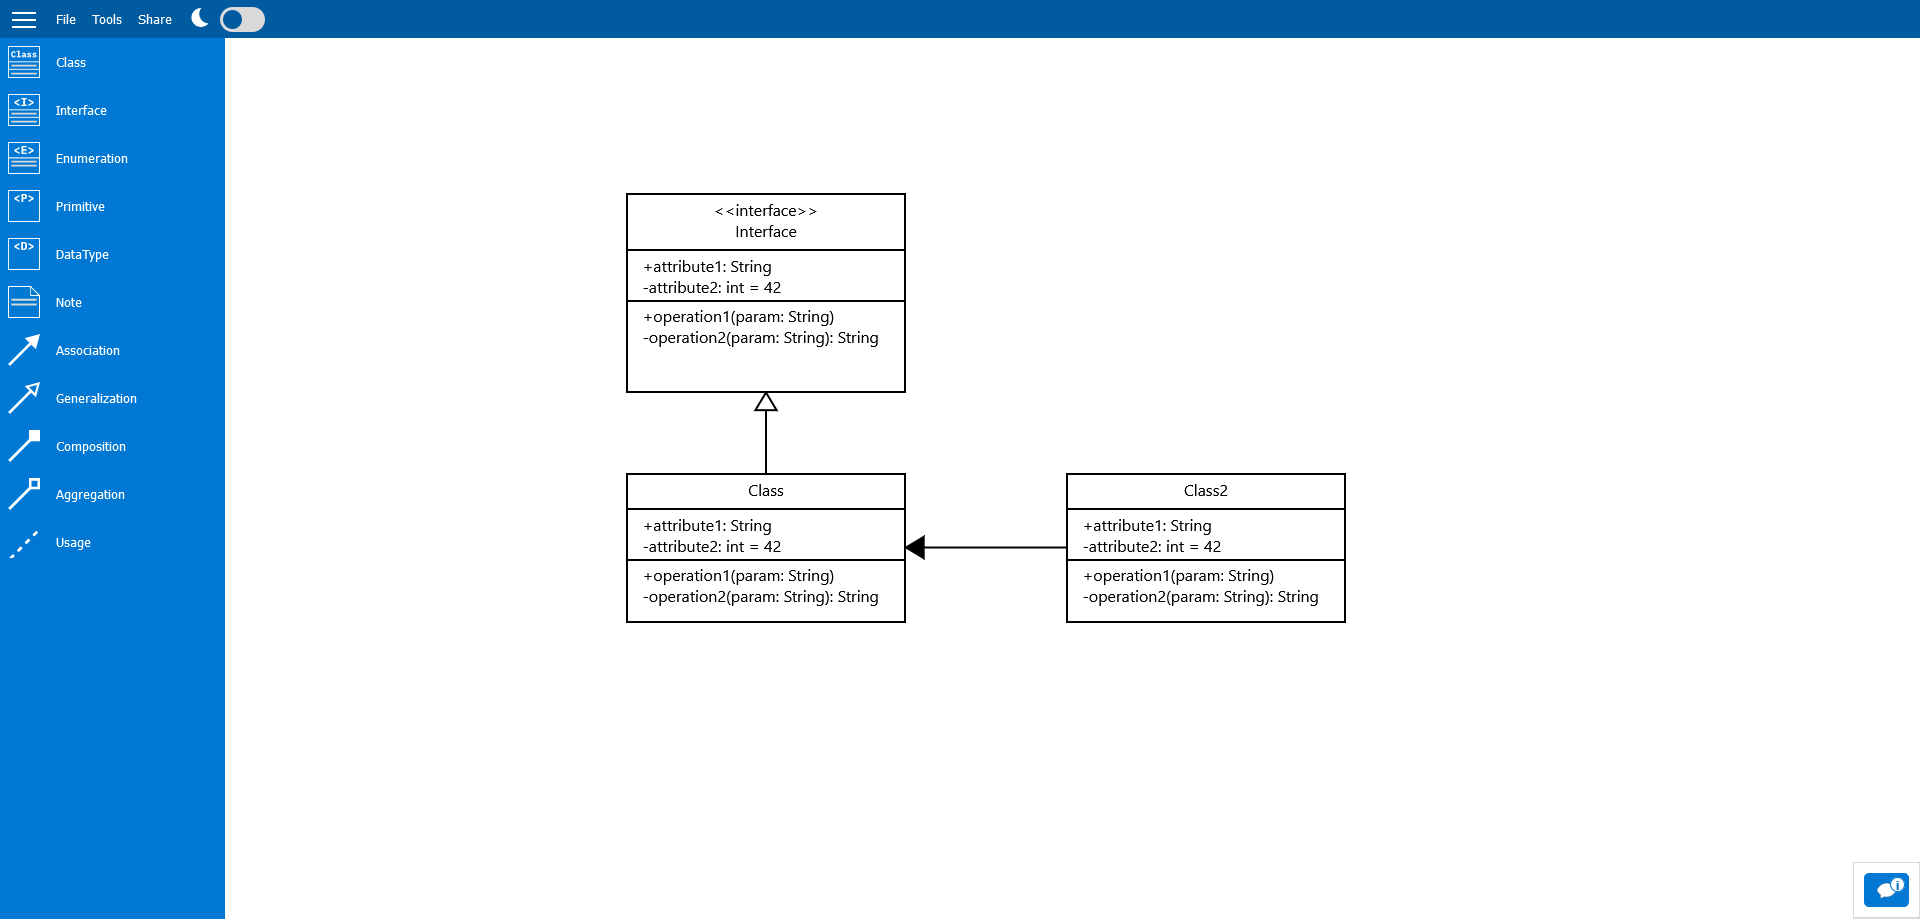 File Tools Share
Class
Class
<I>
Interface
<E>
Enumeration
<P>
Primitive
<D>
DataType
Note
Association
Generalization
Composition
Aggregation
Usage
<<interface>>
Interface
+attribute1: String
-attribute2: int = 42
+operation1(param: String)
-operation2(param: String): String
Class
+attribute1: String
-attribute2: int = 42
+operation1(param: String)
-operation2(param: String): String
Class2
+attribute1: String
-attribute2: int = 42
+operation1(param: String)
-operation2(param: String): String
i